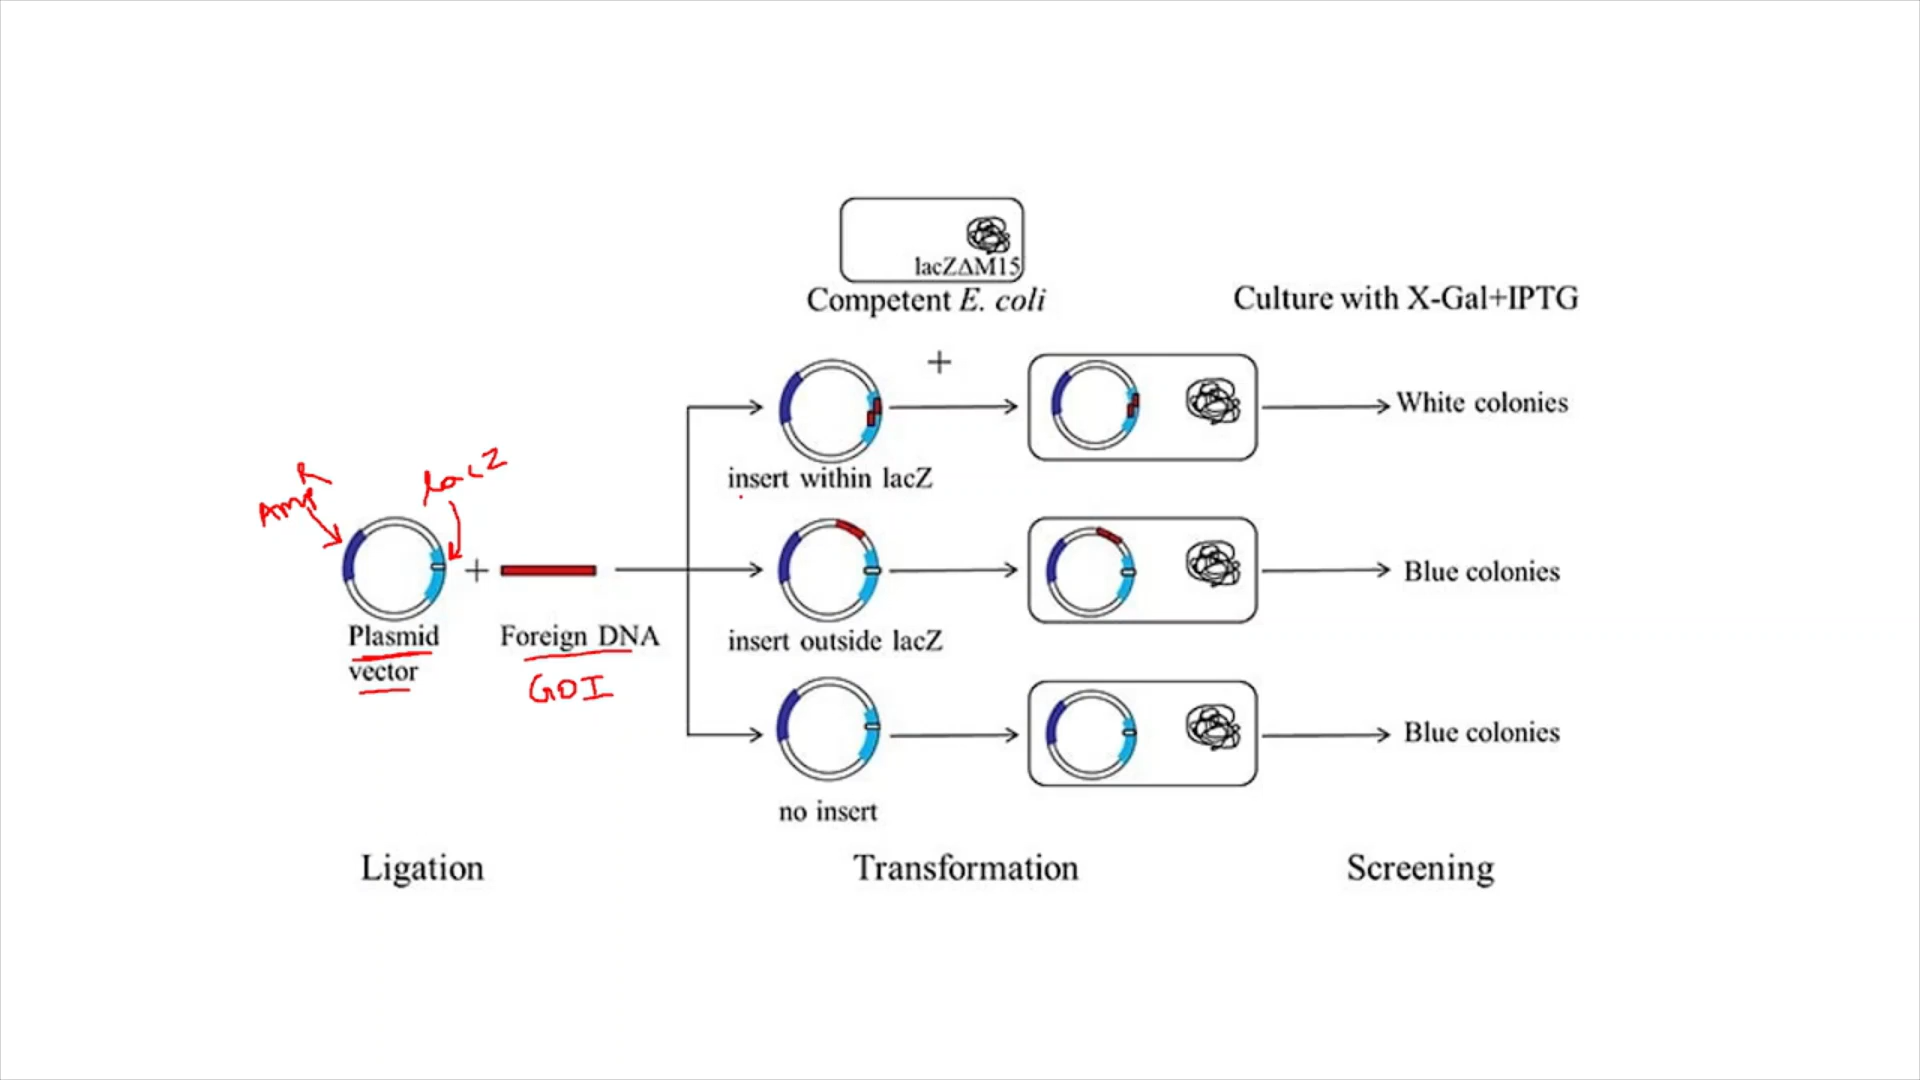 lacZΔM15
Competent E. coli
Culture with X-Gal+IPTG
+
White colonies
insert within lacZ
Amp R
lacZ
+
Blue colonies
Plasmid
vector
Foreign DNA
GOI
insert outside lacZ
Blue colonies
no insert
Ligation
Transformation
Screening